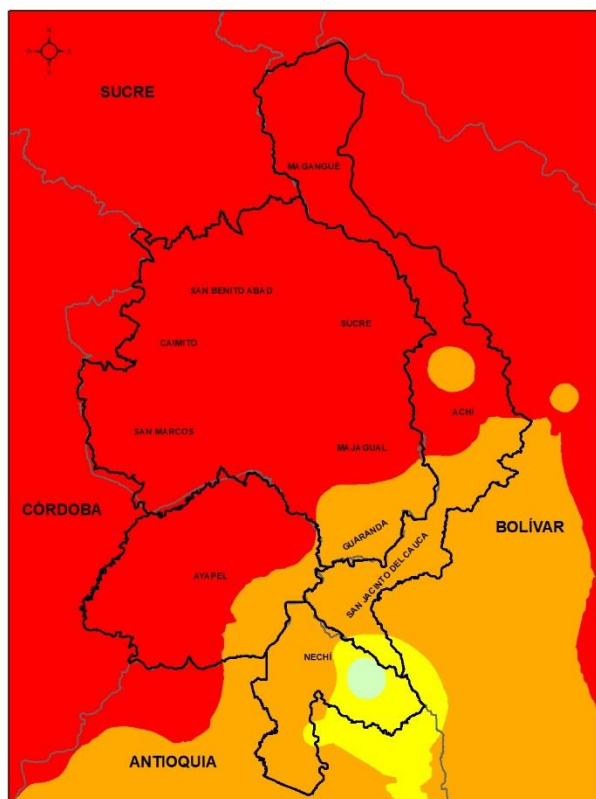 SUCRE
MAGANGUÉ
SAN BENITO ABAD
SUCRE
CAIMITO
ACHÍ
SAN MARCOS
MAJAGUAL
CÓRDOBA
BOLÍVAR
GUARANDA
SAN JACINTO DEL CAUCA
AYAPEL
NECHÍ
ANTIOQUIA